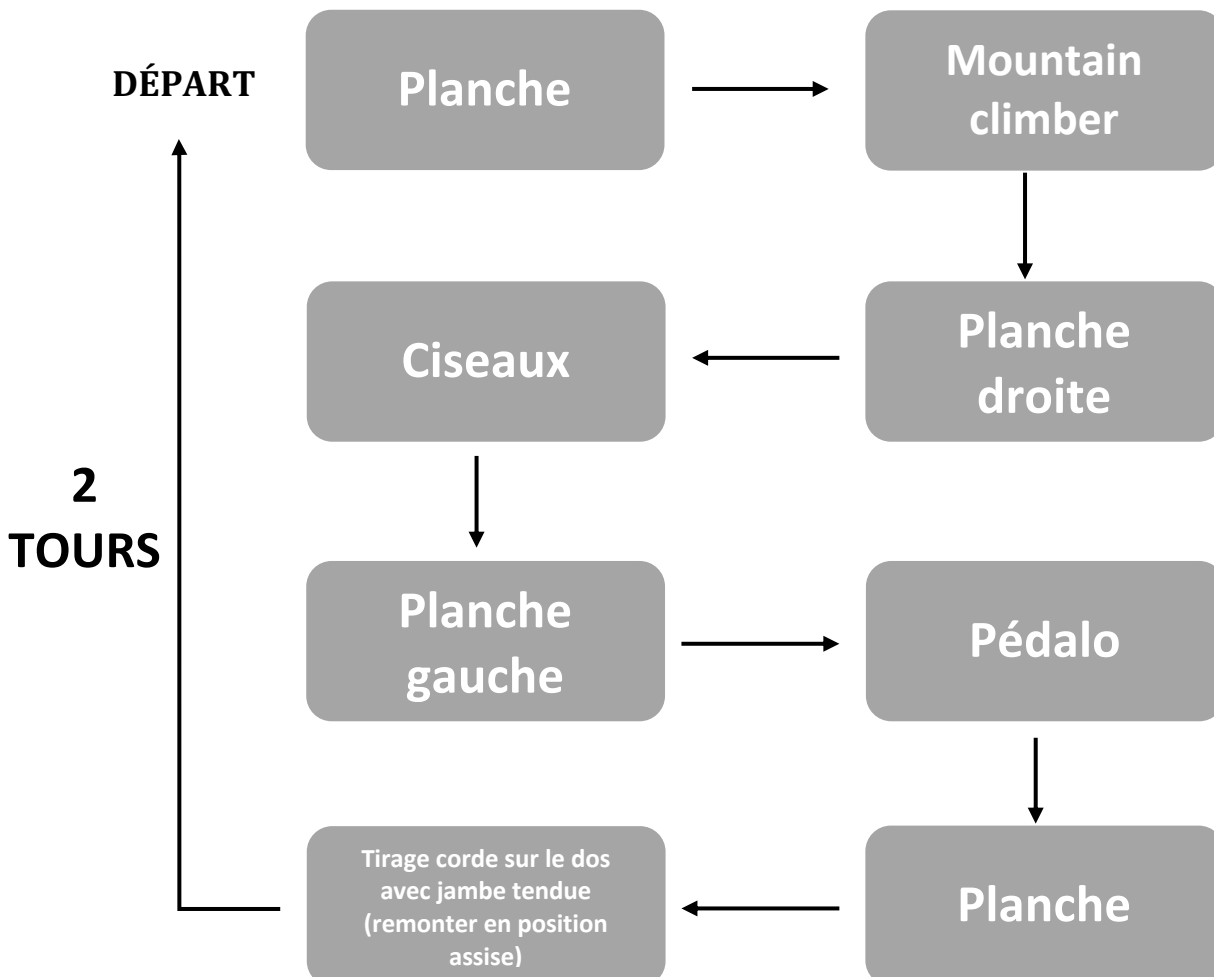 DÉPART
Planche
Mountain
climber
Planche
droite
Ciseaux
2
TOURS
Planche
gauche
Pédalo
Planche
Tirage corde sur le dos
avec jambe tendue
(remonter en position
assise)